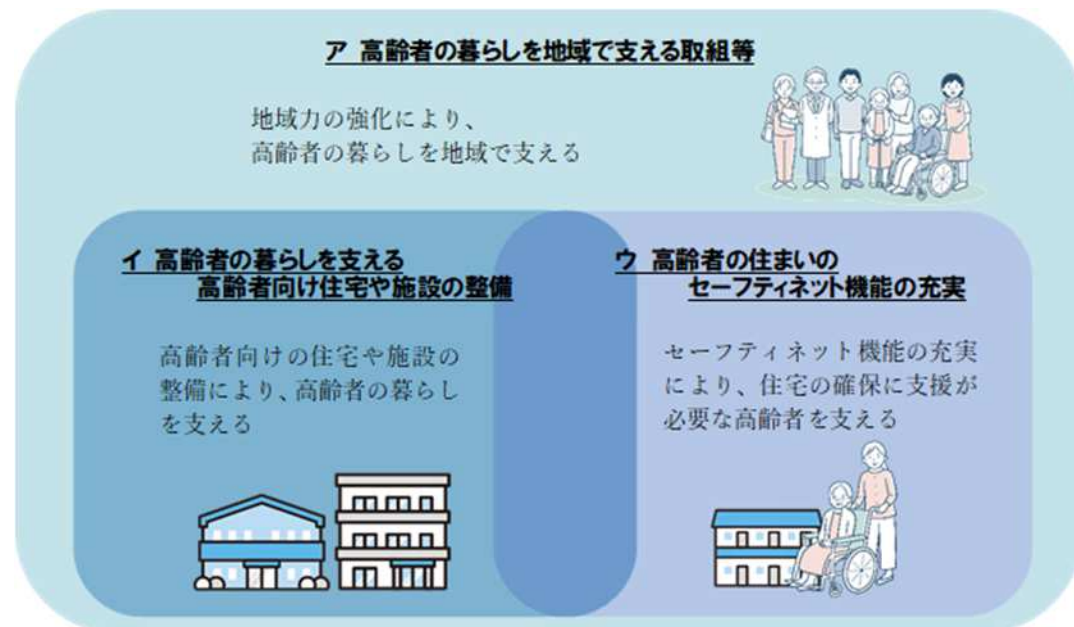 ア 高齢者の暮らしを地域で支える取組等
地域力の強化により、
高齢者の暮らしを地域で支える
イ 高齢者の暮らしを支える
高齢者向け住宅や施設の整備
高齢者向けの住宅や施設の
整備により、高齢者の暮らし
を支える
ウ 高齢者の住まいの
セーフティネット機能の充実
セーフティネット機能の充実
により、住宅の確保に支援が
必要な高齢者を支える